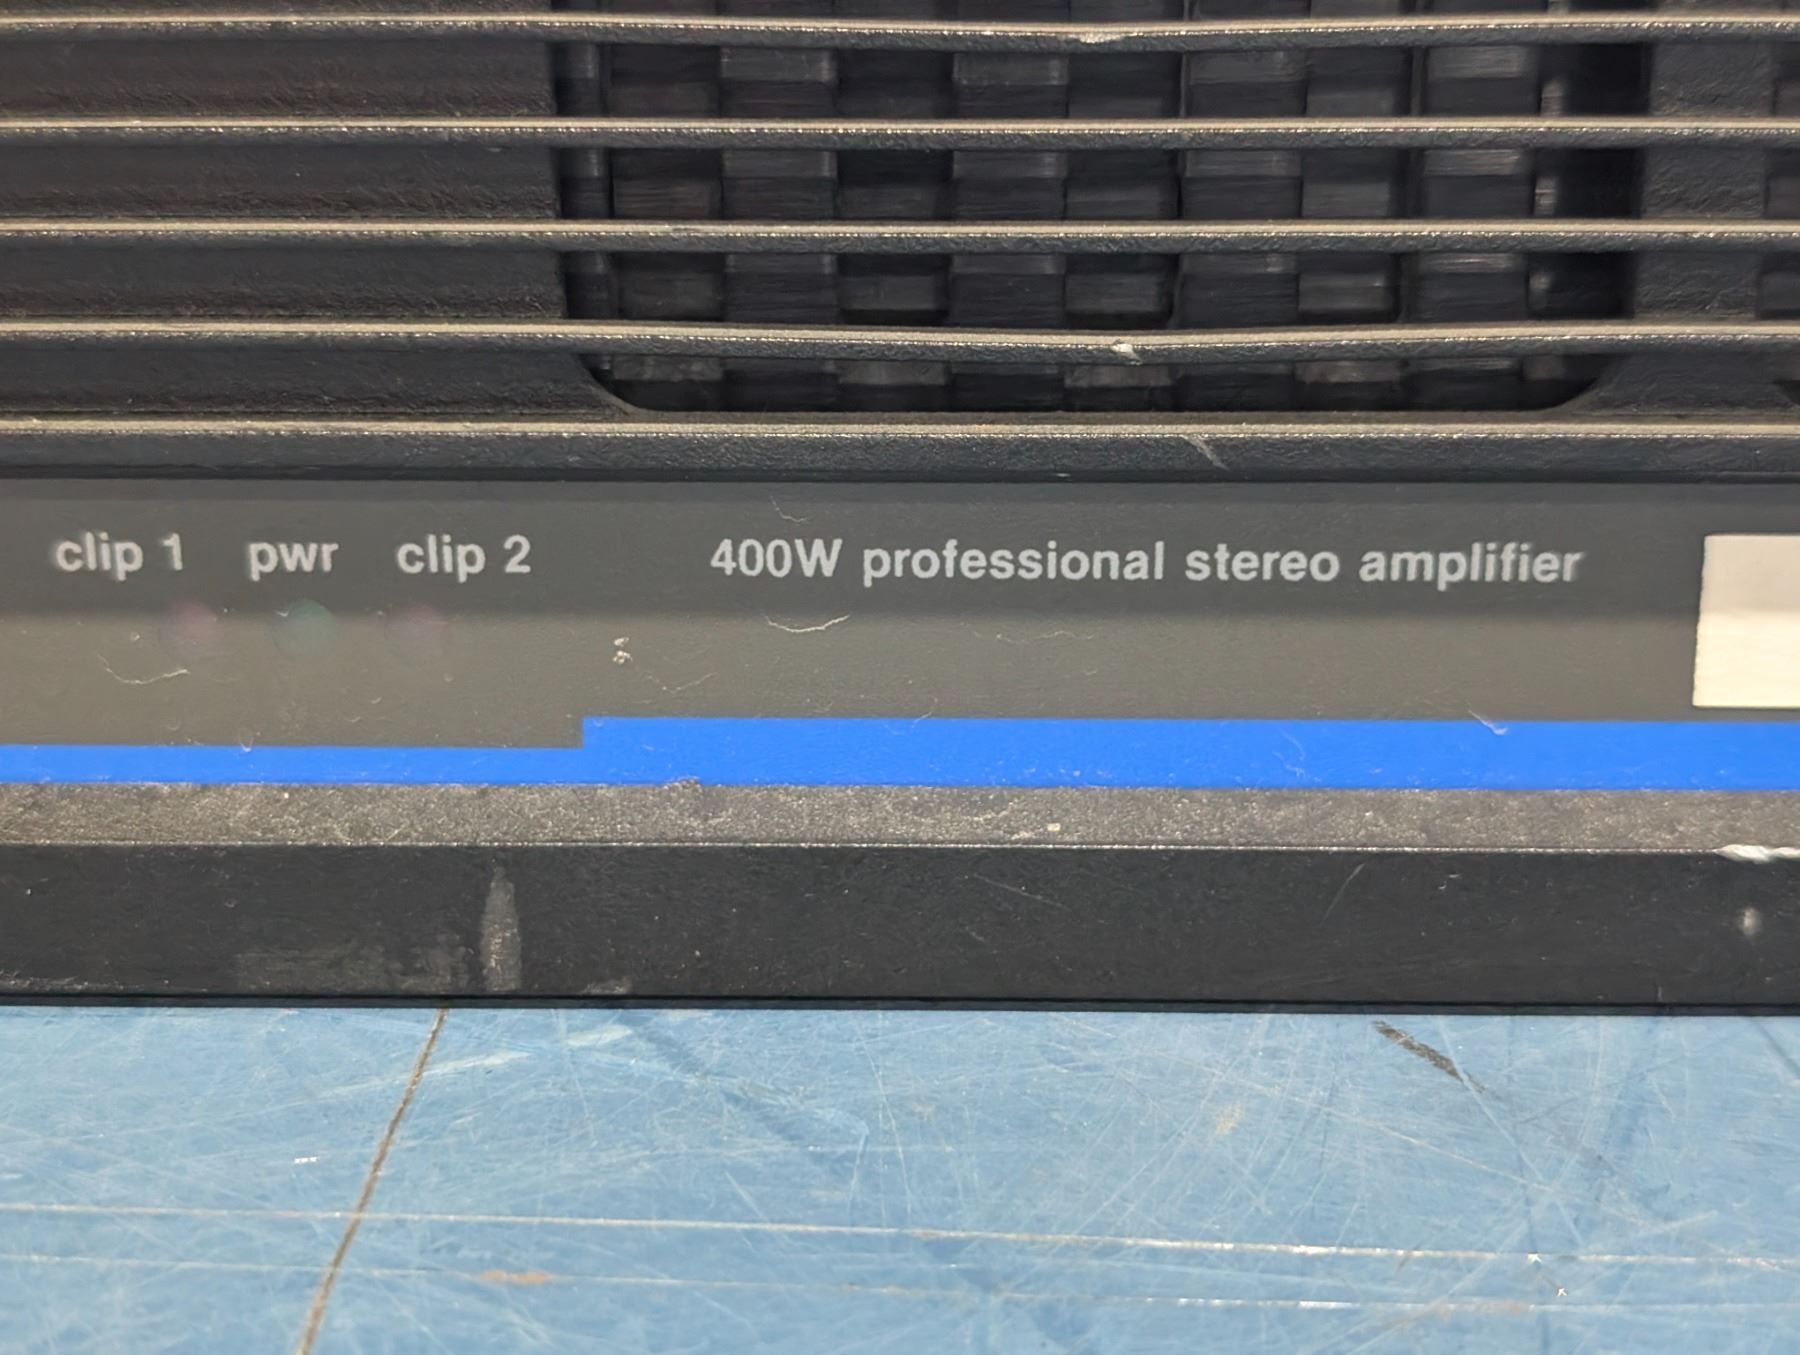 clip 1 pwr clip 2 400W professional stereo amplifier